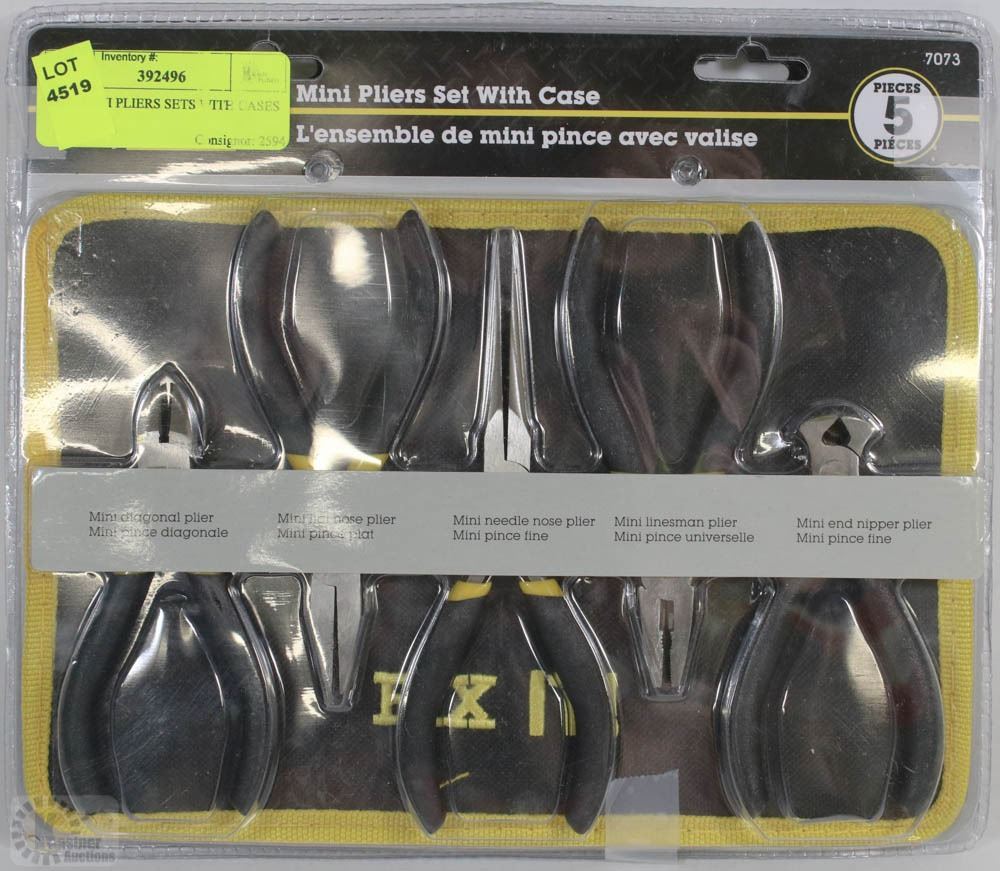 LOT
4519
Inventory #:
392496
I PLIERS SETS WITH CASES
Consignor: 2594
Mini Pliers Set With Case
L'ensemble de mini pince avec valise
7073
PIECES
5
PIÈCES
Mini diagonal plier
Mini pince diagonale
Mini flat nose plier
Mini pince plat
Mini needle nose plier
Mini pince fine
Mini linesman plier
Mini pince universelle
Mini end nipper plier
Mini pince fine
X
Kastner
Auctions